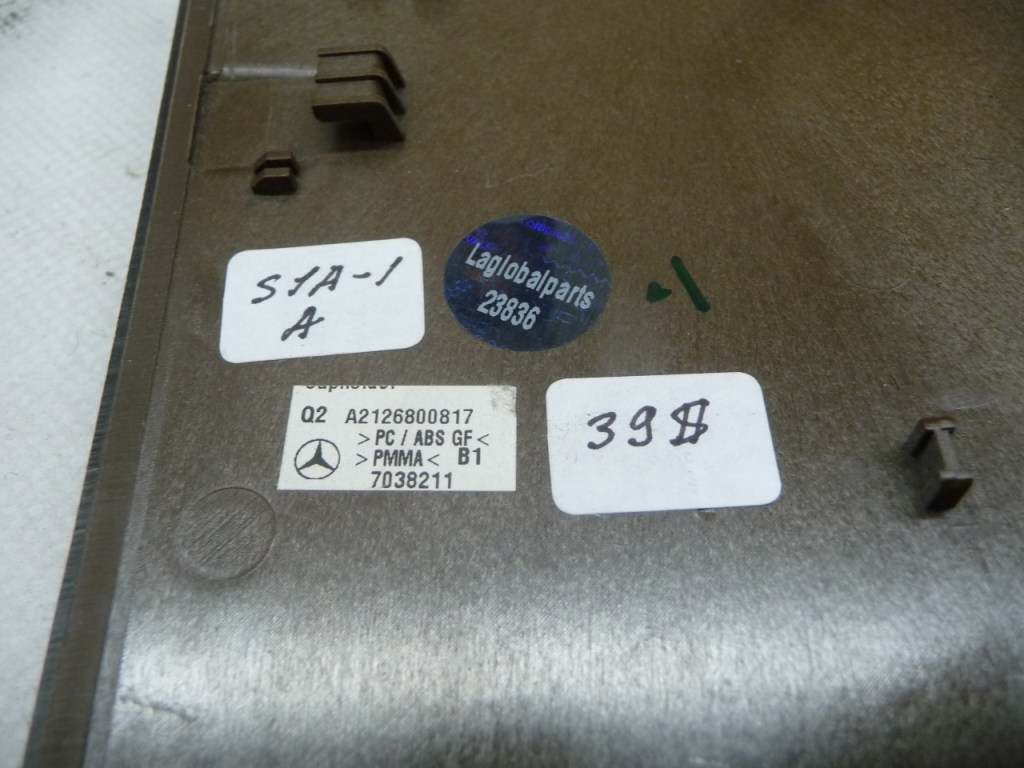 S1A-1
A
Laglobalparts
23836
39$
Q2 A2126800817
>PC / ABS GF<
>PMMA< B1
7038211